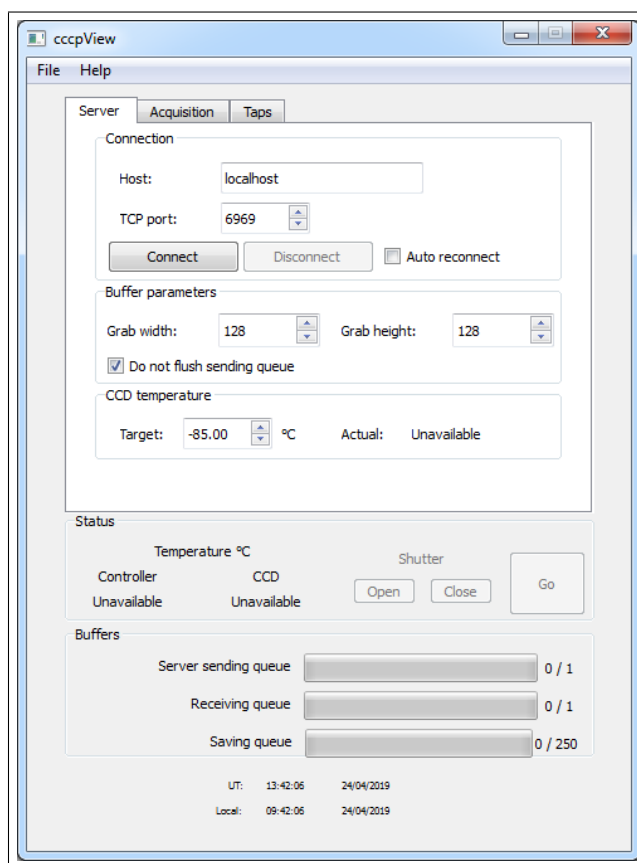 cccpView
File Help
Server Acquisition Taps
Connection
Host: localhost
TCP port: 6969
Connect Disconnect Auto reconnect
Buffer parameters
Grab width: 128 Grab height: 128
Do not flush sending queue
CCD temperature
Target: -85.00 ºC Actual: Unavailable
Status
Temperature ºC Shutter
Controller CCD
Open Close Go
Unavailable Unavailable
Buffers
Server sending queue 0 / 1
Receiving queue 0 / 1
Saving queue 0 / 250
UT: 13:42:06 24/04/2019
Local: 09:42:06 24/04/2019